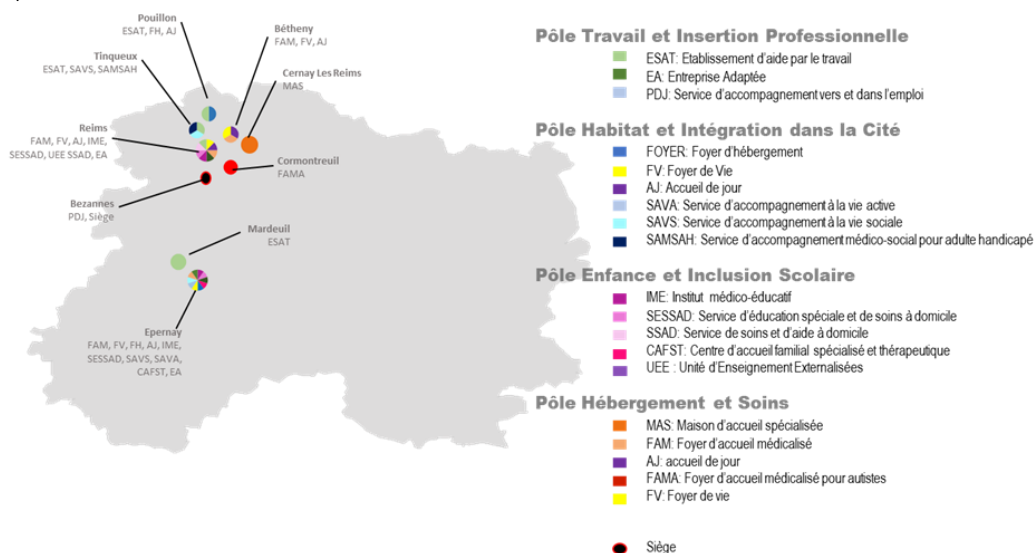 Pouillon
ESAT, FH, AJ
Tinqueux
ESAT, SAVS, SAMSAH
Reims
FAM, FV, AJ, IME,
SESSAD, UEE SSAD, EA
Bezannes
PDJ, Siège
Bétheny
FAM, FV, AJ
Cernay Les Reims
MAS
Cormontreuil
FAMA
Mardeuil
ESAT
Epernay
FAM, FV, FH, AJ, IME,
SESSAD, SAVS, SAVA,
CAFST, EA
Pôle Travail et Insertion Professionnelle
ESAT: Etablissement d'aide par le travail
EA: Entreprise Adaptée
PDJ: Service d'accompagnement vers et dans l'emploi
Pôle Habitat et Intégration dans la Cité
FOYER: Foyer d'hébergement
FV: Foyer de Vie
AJ: Accueil de jour
SAVA: Service d'accompagnement à la vie active
SAVS: Service d'accompagnement à la vie sociale
SAMSAH: Service d'accompagnement médico-social pour adulte handicapé
Pôle Enfance et Inclusion Scolaire
IME: Institut médico-éducatif
SESSAD: Service d'éducation spéciale et de soins à domicile
SSAD: Service de soins et d'aide à domicile
CAFST: Centre d'accueil familial spécialisé et thérapeutique
UEE : Unité d'Enseignement Externalisées
Pôle Hébergement et Soins
MAS: Maison d'accueil spécialisée
FAM: Foyer d'accueil médicalisé
AJ: accueil de jour
FAMA: Foyer d'accueil médicalisé pour autistes
FV: Foyer de vie
Siège